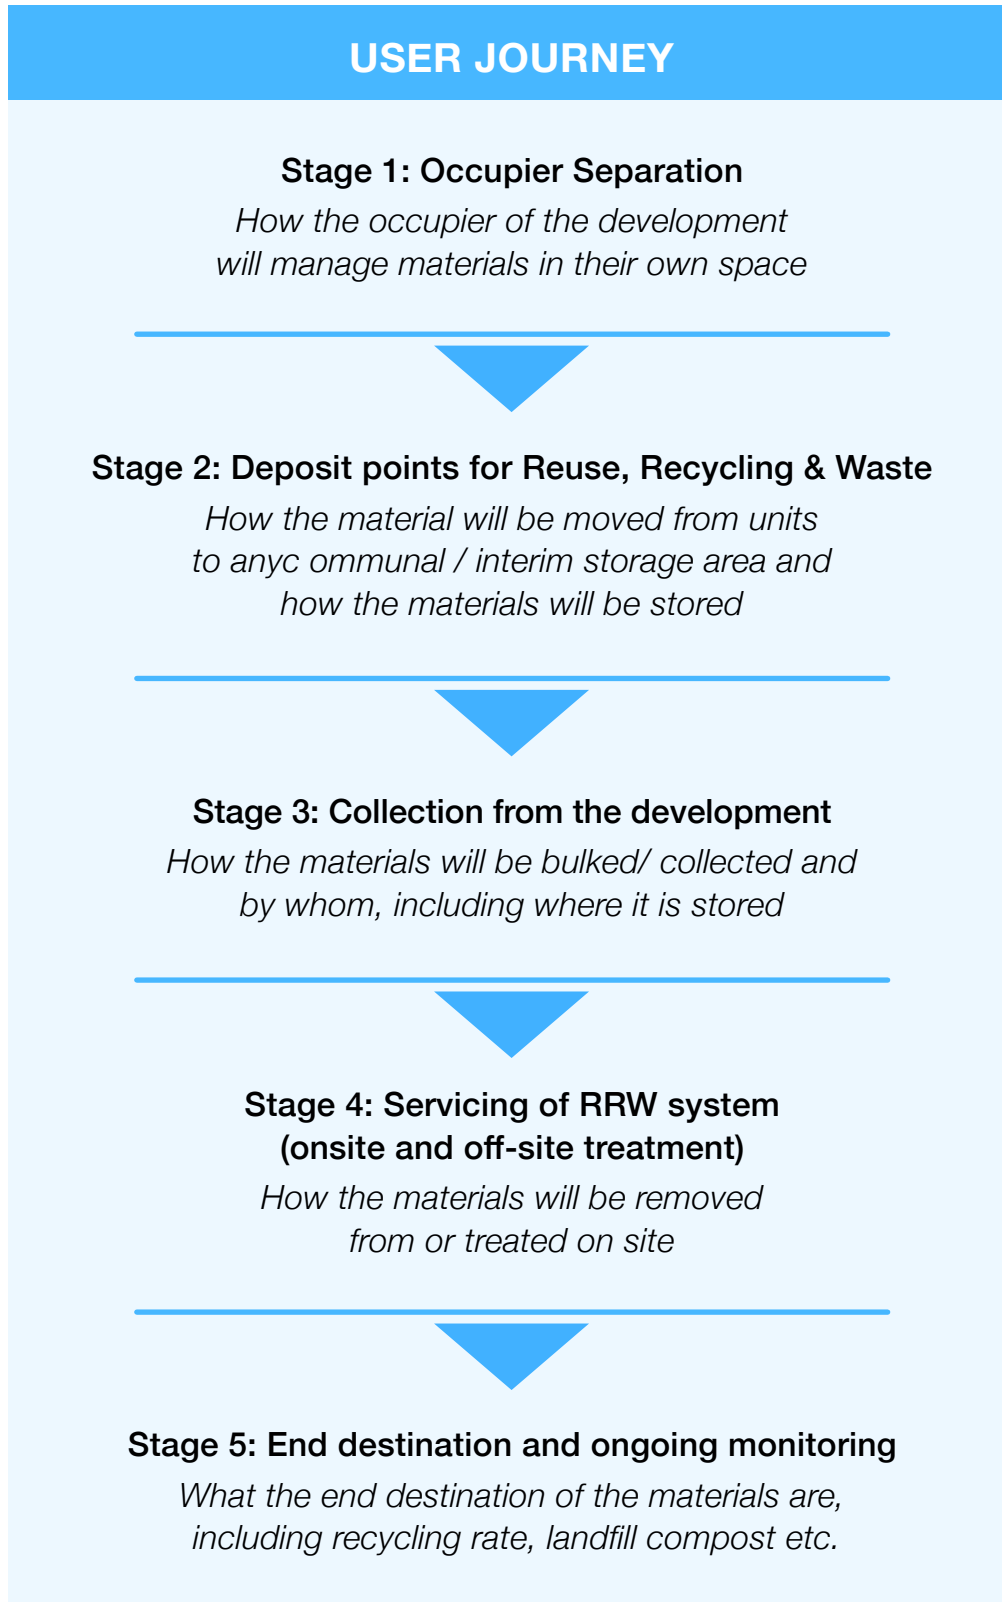 USER JOURNEY
Stage 1: Occupier Separation
How the occupier of the development
will manage materials in their own space
Stage 2: Deposit points for Reuse, Recycling & Waste
How the material will be moved from units
to anyc ommunal / interim storage area and
how the materials will be stored
Stage 3: Collection from the development
How the materials will be bulked/ collected and
by whom, including where it is stored
Stage 4: Servicing of RRW system
(onsite and off-site treatment)
How the materials will be removed
from or treated on site
Stage 5: End destination and ongoing monitoring
What the end destination of the materials are,
including recycling rate, landfill compost etc.